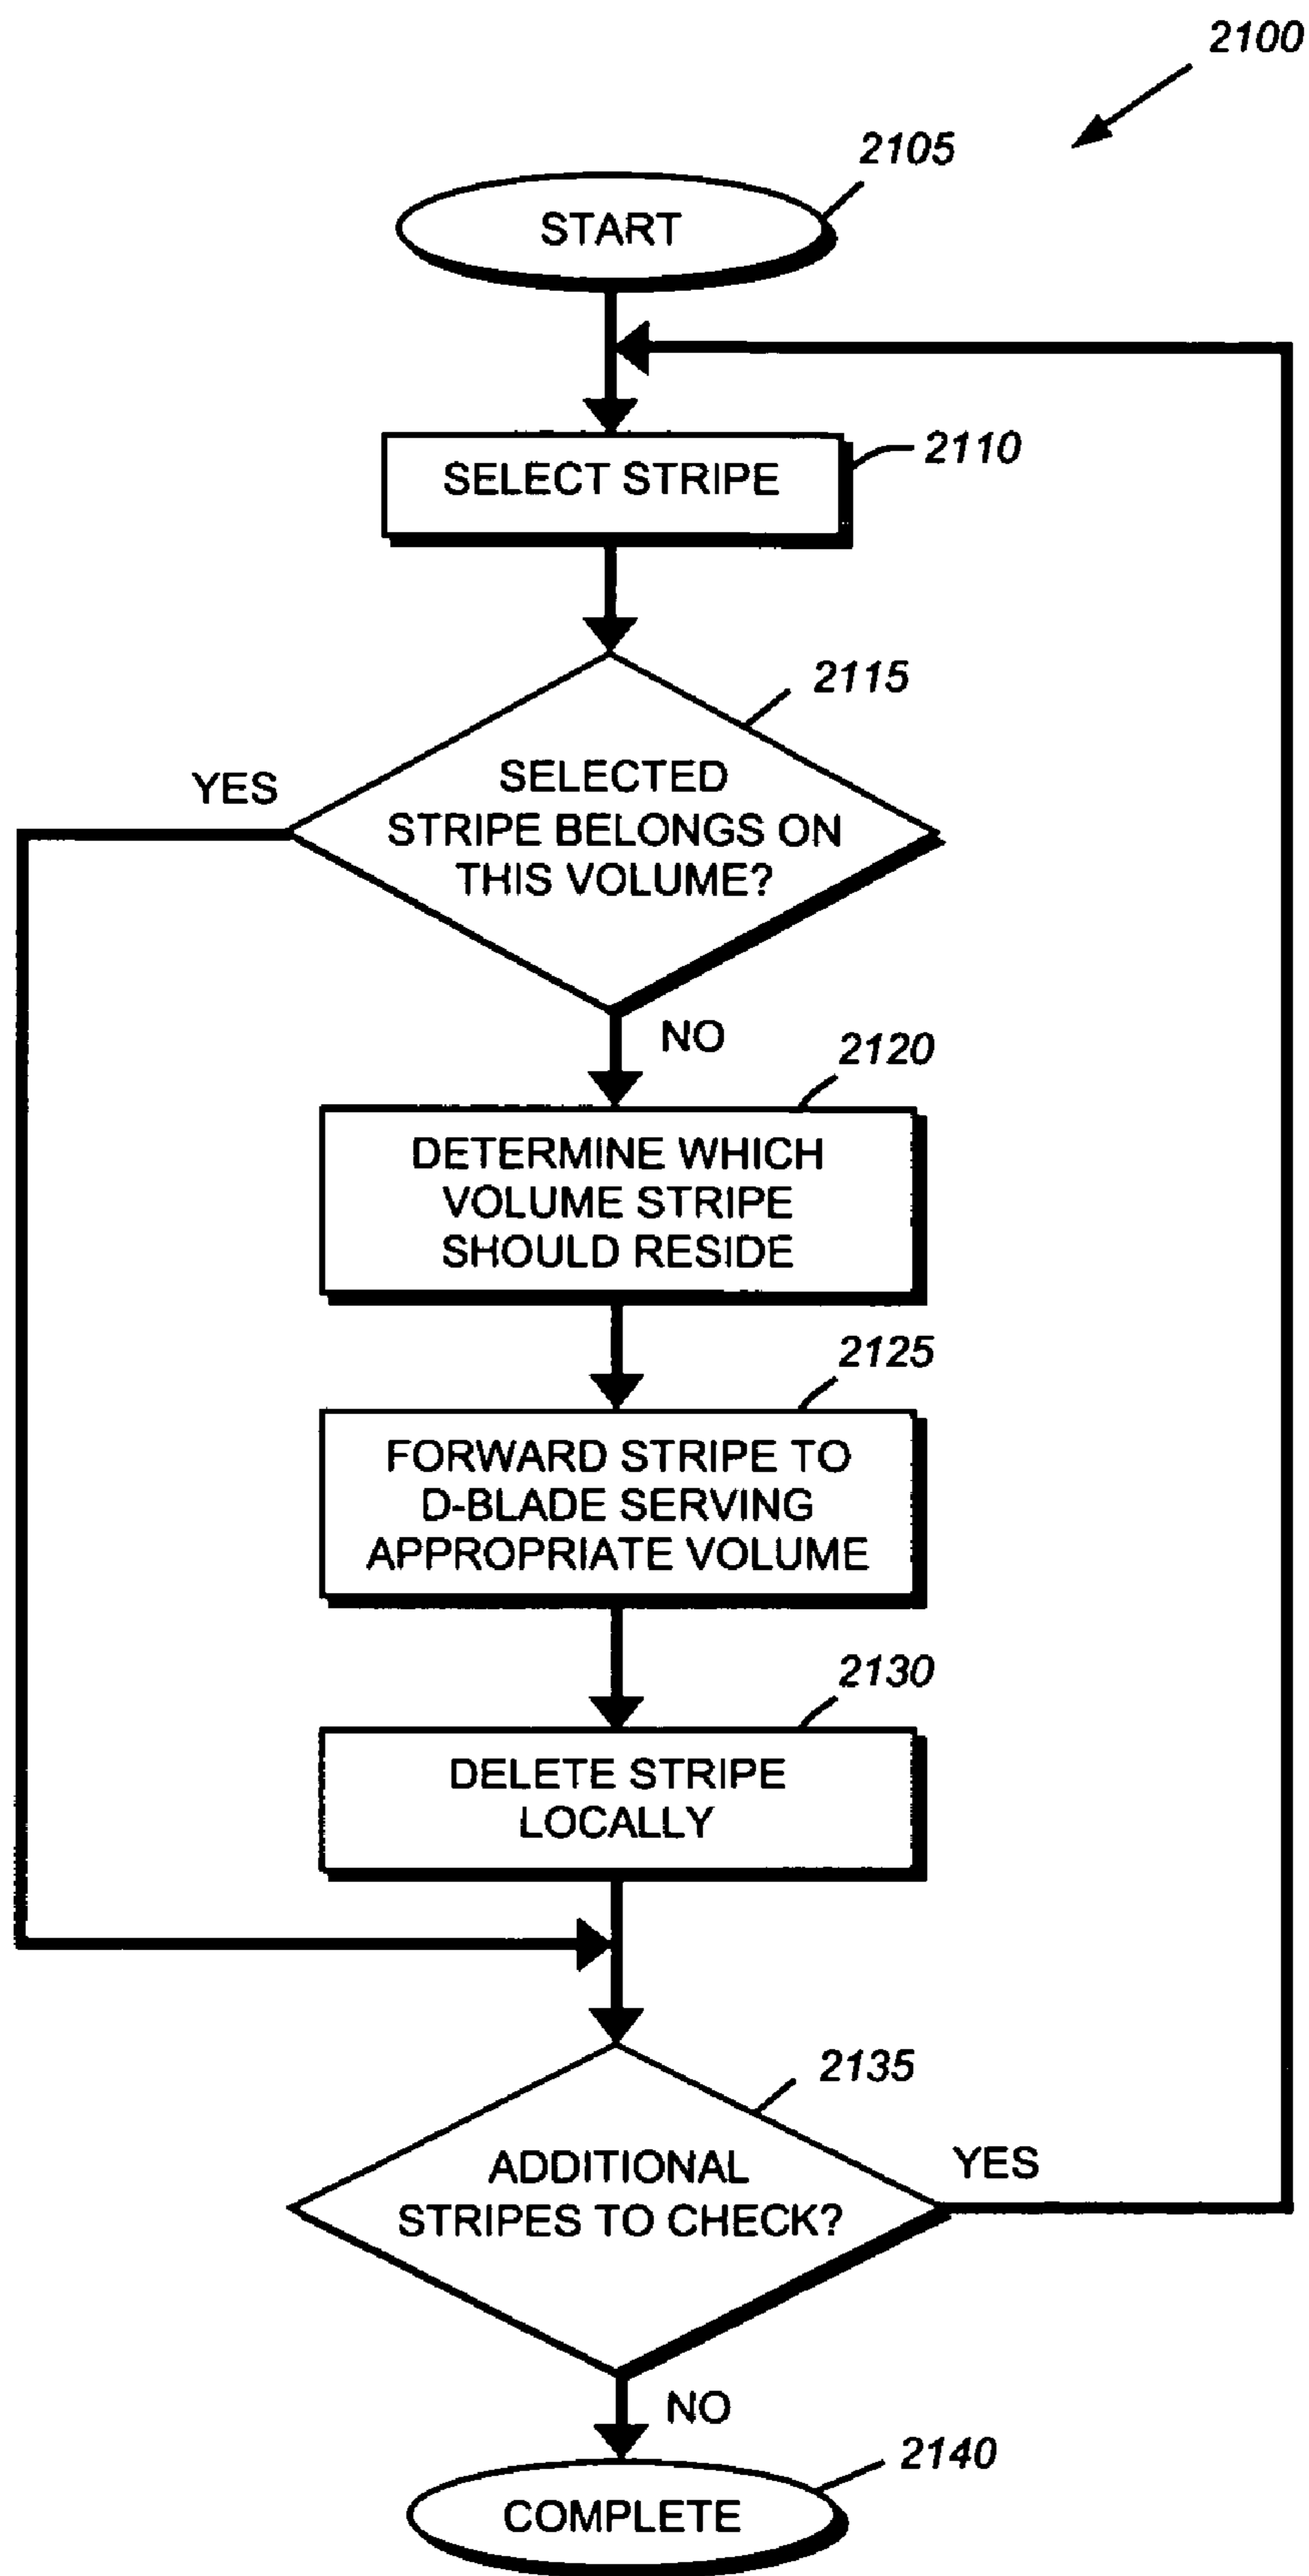 2100
2105
START
2110
SELECT STRIPE
2115
SELECTED
STRIPE BELONGS ON
THIS VOLUME?
YES
NO
2120
DETERMINE WHICH
VOLUME STRIPE
SHOULD RESIDE
2125
FORWARD STRIPE TO
D-BLADE SERVING
APPROPRIATE VOLUME
2130
DELETE STRIPE
LOCALLY
2135
ADDITIONAL
STRIPES TO CHECK?
YES
NO
2140
COMPLETE